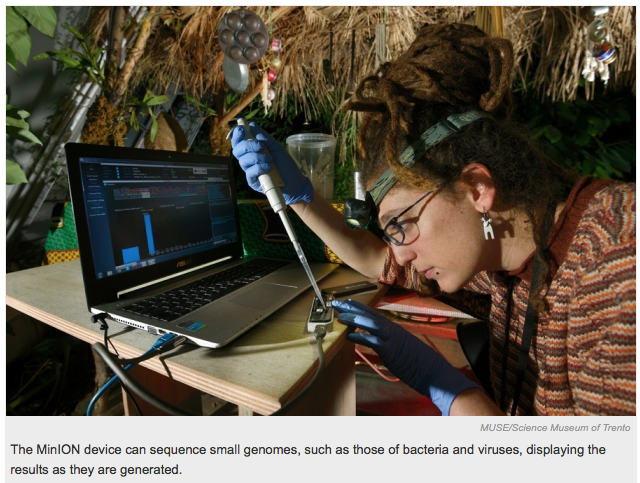 ASUS
MUSE/Science Museum of Trento
The MinION device can sequence small genomes, such as those of bacteria and viruses, displaying the
results as they are generated.